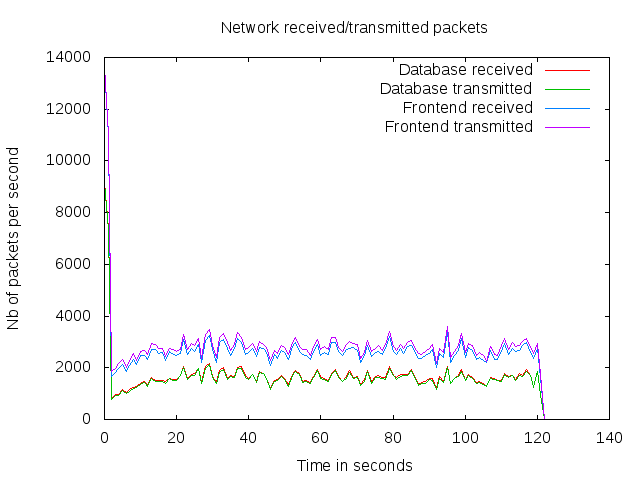 Network received/transmitted packets
Nb of packets per second
14000
12000
10000
8000
6000
4000
2000
0
Database received
Database transmitted
Frontend received
Frontend transmitted
0 20 40 60 80 100 120 140
Time in seconds